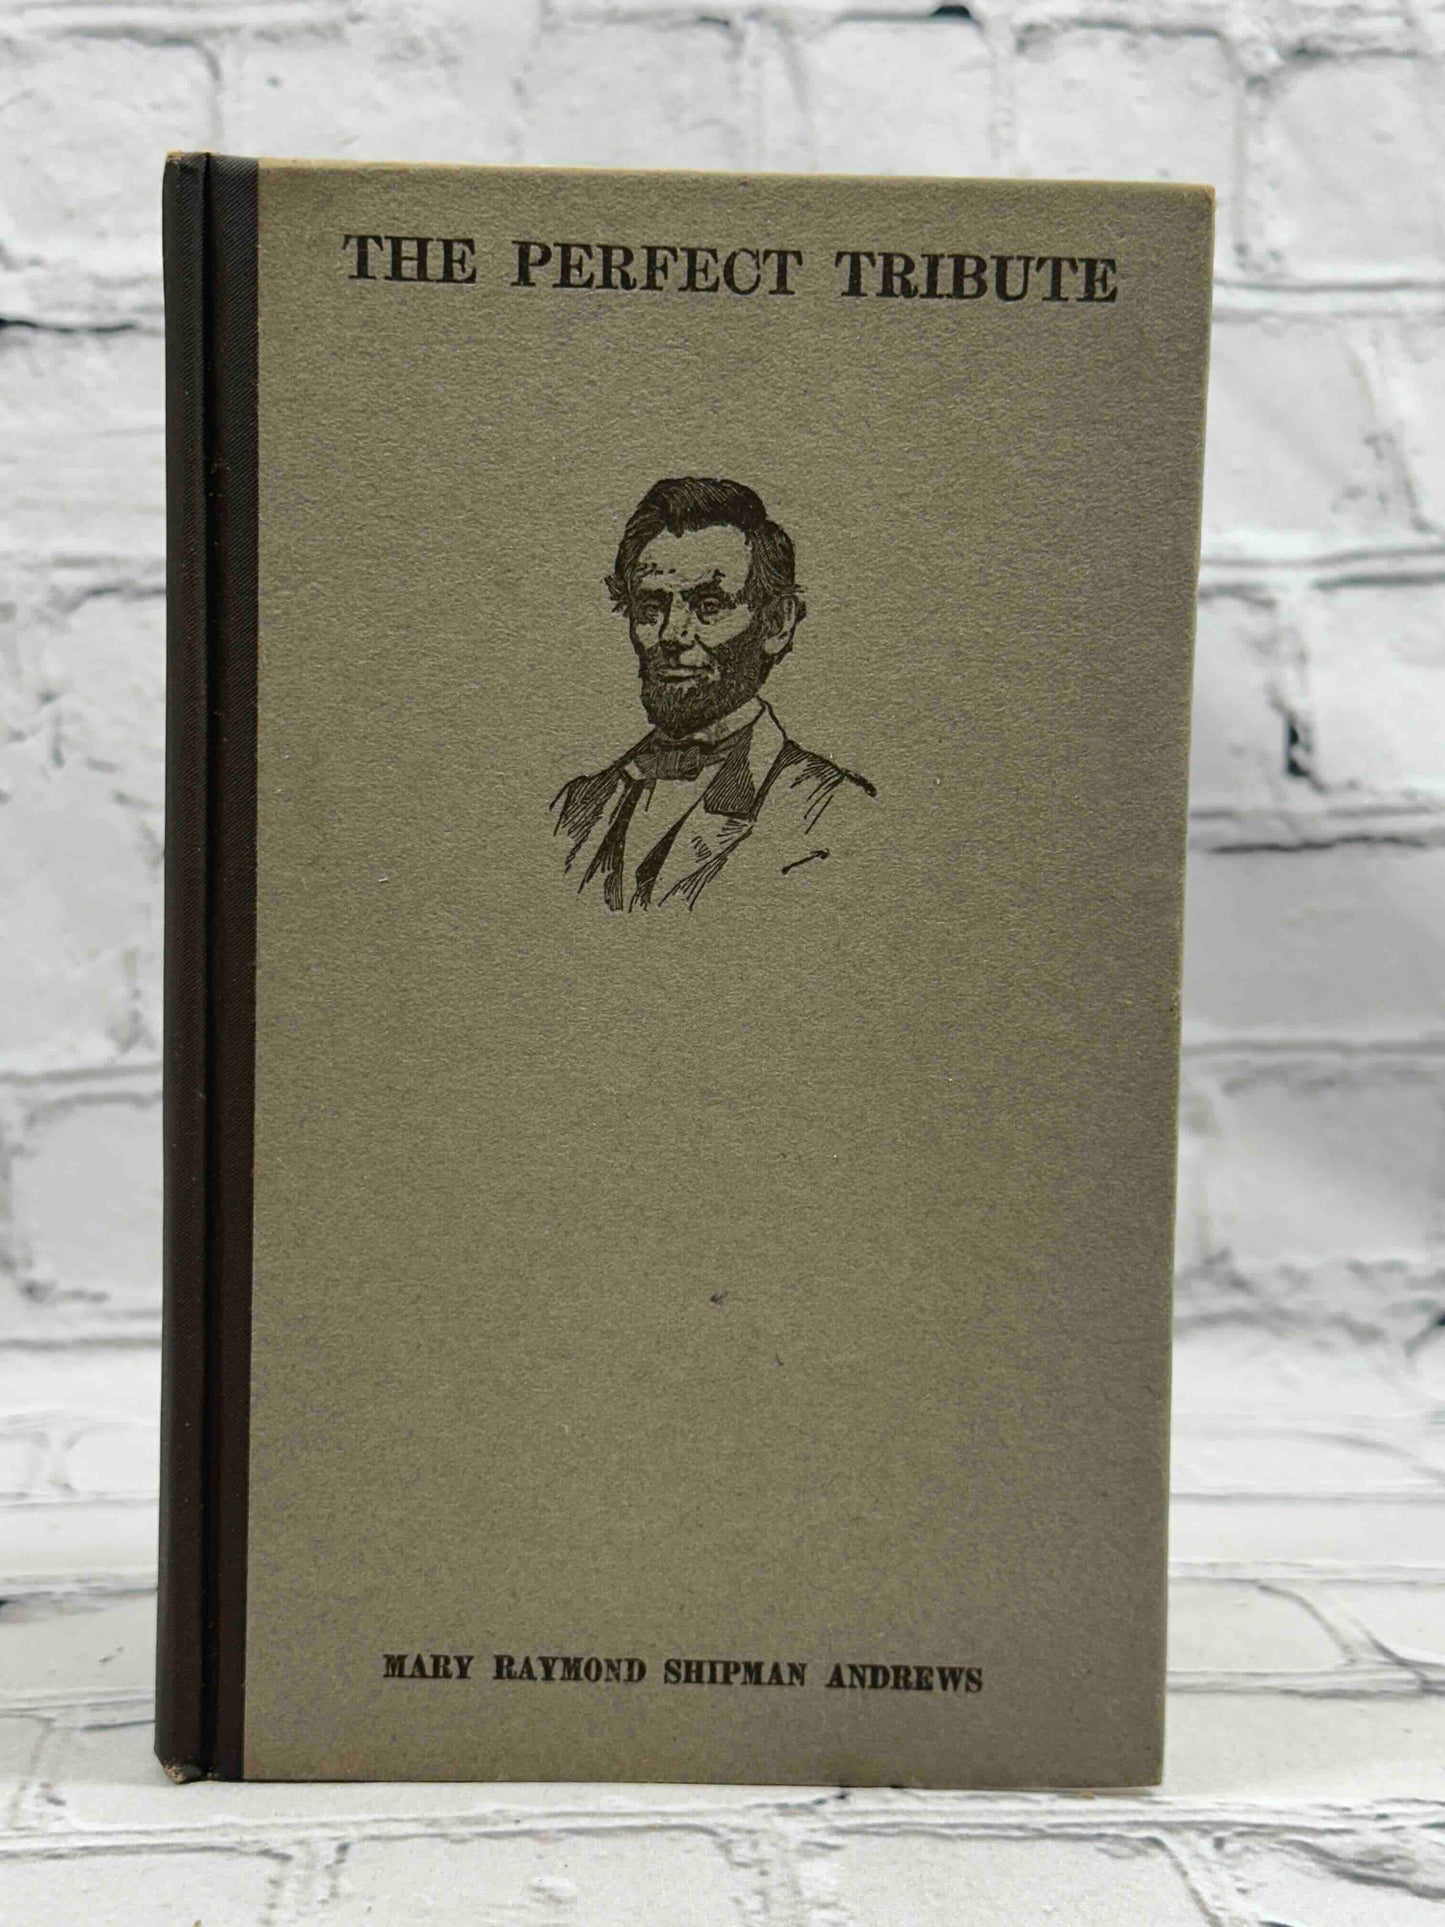 THE PERFECT TRIBUTE
MARY RAYMOND SHIPMAN ANDREWS